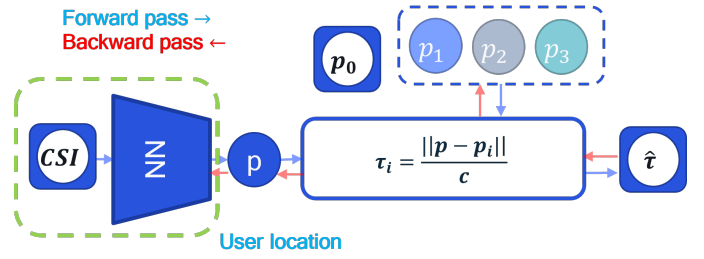 Forward pass →
Backward pass ←
p₀
p₁ p₂ p₃
CSI
NN
p
τᵢ = ||p − pᵢ|| / c
τ̂
User location